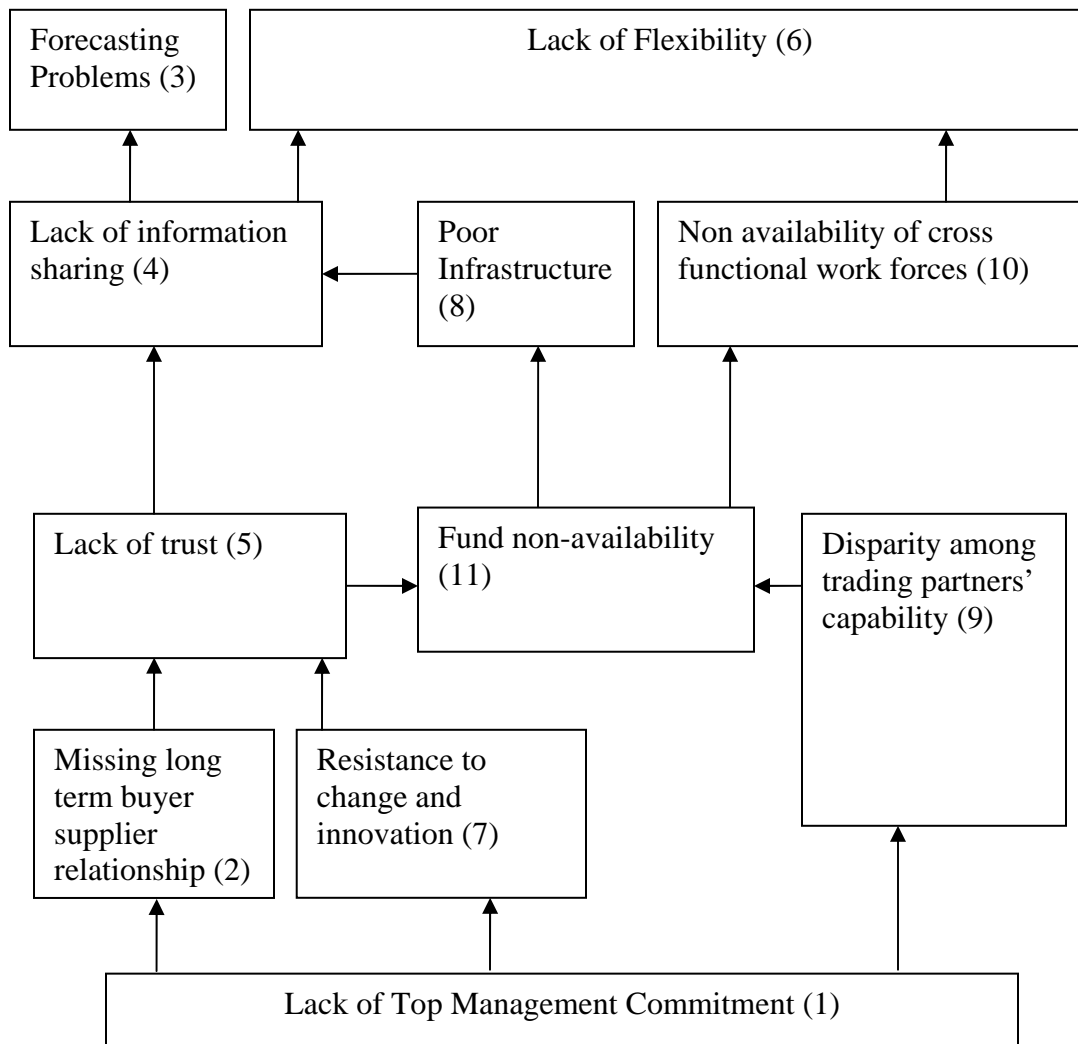 Forecasting
Problems (3)
Lack of Flexibility (6)
Lack of information
sharing (4)
Poor
Infrastructure
(8)
Non availability of cross
functional work forces (10)
Lack of trust (5)
Fund non-availability
(11)
Disparity among
trading partners’
capability (9)
Missing long
term buyer
supplier
relationship (2)
Resistance to
change and
innovation (7)
Lack of Top Management Commitment (1)